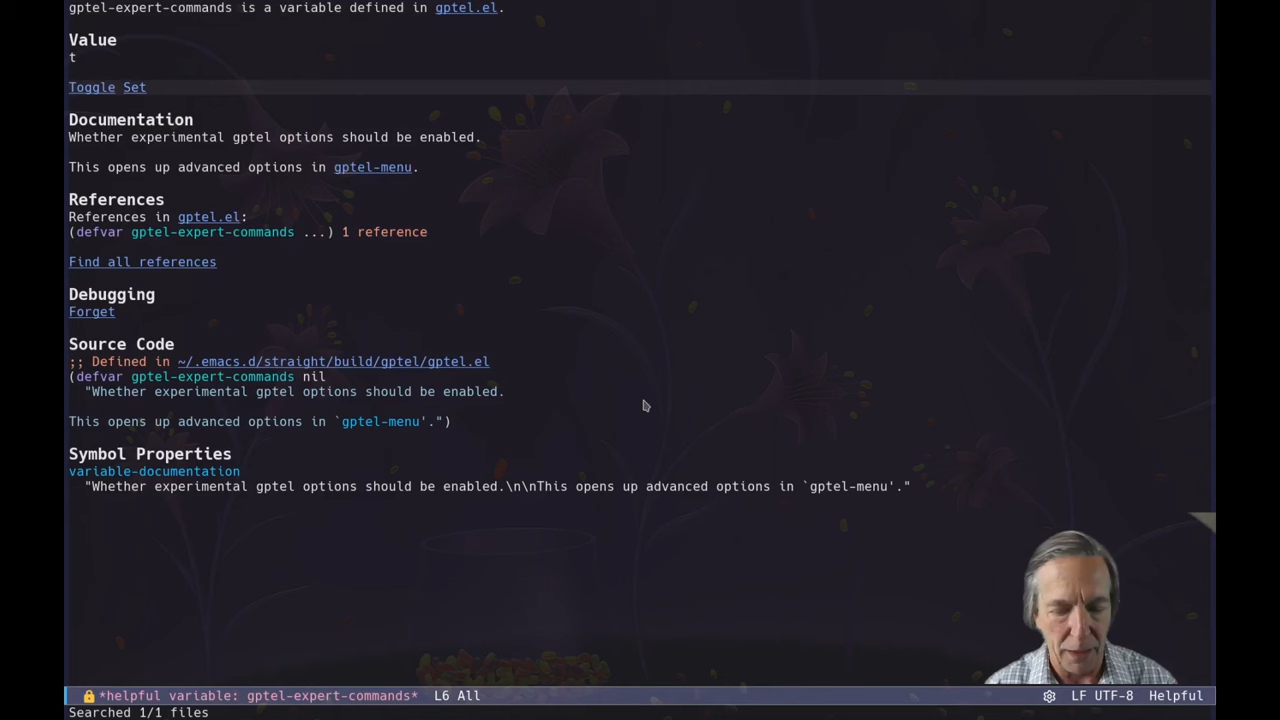 gptel-expert-commands is a variable defined in gptel.el.
Value
t
Toggle Set
Documentation
Whether experimental gptel options should be enabled.
This opens up advanced options in gptel-menu.
References
References in gptel.el:
(defvar gptel-expert-commands ...) 1 reference
Find all references
Debugging
Forget
Source Code
;; Defined in ~/.emacs.d/straight/build/gptel/gptel.el
(defvar gptel-expert-commands nil
"Whether experimental gptel options should be enabled.
This opens up advanced options in `gptel-menu'.")
Symbol Properties
variable-documentation
"Whether experimental gptel options should be enabled.\n\nThis opens up advanced options in `gptel-menu'."
*helpful variable: gptel-expert-commands* L6 All LF UTF-8 Helpful
Searched 1/1 files